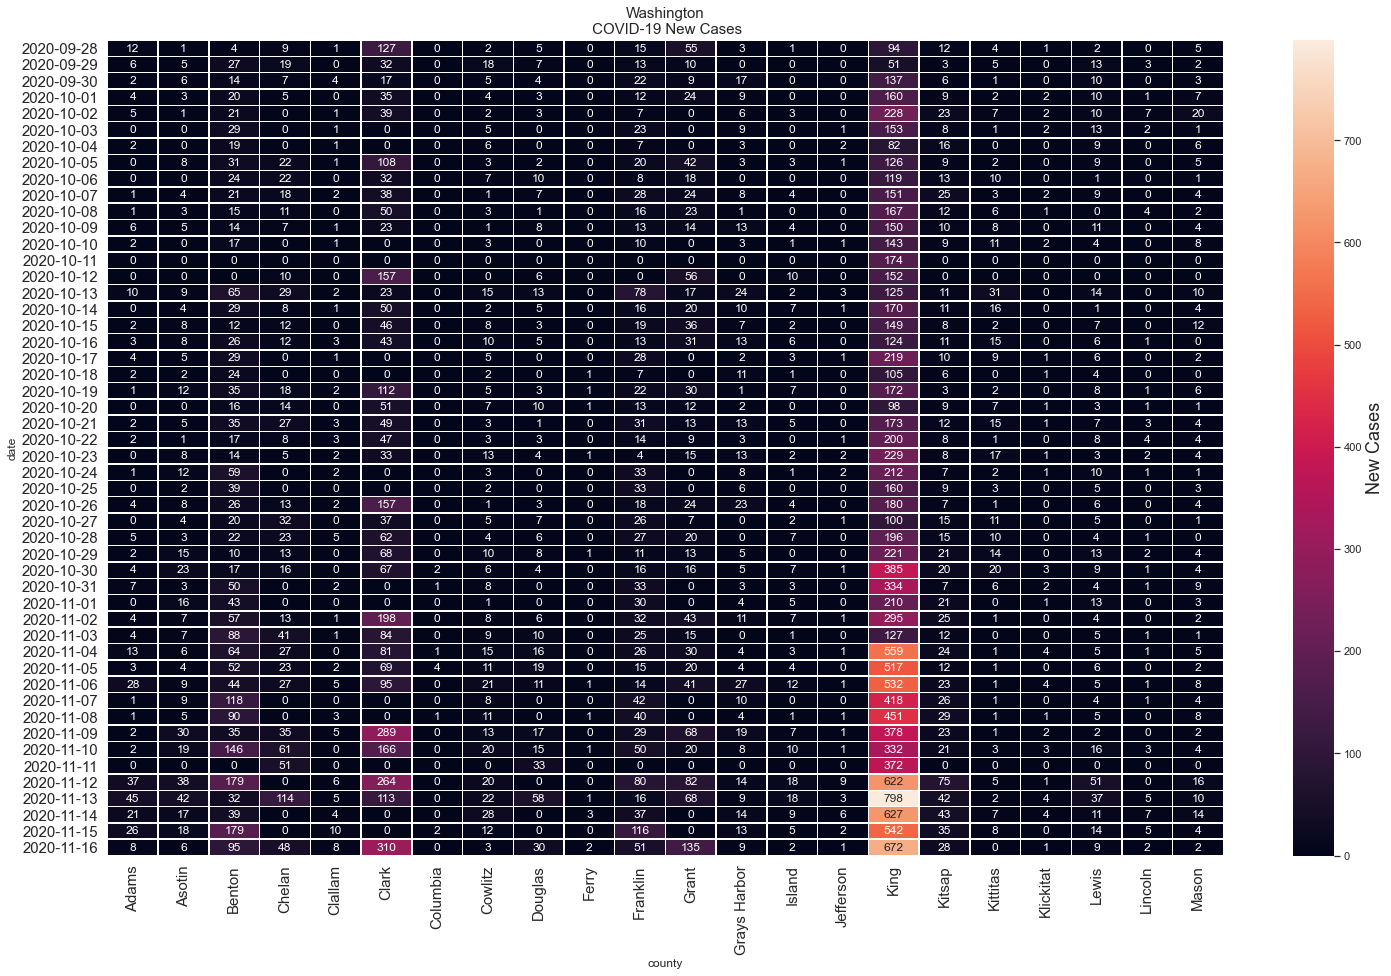 Washington
COVID-19 New Cases
2020-09-28 12 1 4 9 1 127 0 2 5 0 15 55 3 1 0 94 12 4 1 2 0 5
2020-09-29 6 5 27 19 0 32 0 18 7 0 13 10 0 0 0 51 3 5 0 13 3 2
2020-09-30 2 6 14 7 4 17 0 5 4 0 22 9 17 0 0 137 6 1 0 10 0 3
2020-10-01 4 3 20 5 0 35 0 4 3 0 12 24 9 0 0 160 9 2 2 10 1 7
2020-10-02 5 1 21 0 1 39 0 2 3 0 7 0 6 3 0 228 23 7 2 10 7 20
2020-10-03 0 0 29 0 1 0 0 5 0 0 23 0 9 0 1 153 8 1 2 13 2 1
2020-10-04 2 0 19 0 1 0 0 6 0 0 7 0 3 0 2 82 16 0 0 9 0 6
2020-10-05 0 8 31 22 1 108 0 3 2 0 20 42 3 3 1 126 9 2 0 9 0 5
2020-10-06 0 0 24 22 0 32 0 7 10 0 8 18 0 0 0 119 13 10 0 1 0 1
2020-10-07 1 4 21 18 2 38 0 1 7 0 28 24 8 4 0 151 25 3 2 9 0 4
2020-10-08 1 3 15 11 0 50 0 3 1 0 16 23 1 0 0 167 12 6 1 0 4 2
2020-10-09 6 5 14 7 1 23 0 1 8 0 13 14 13 4 0 150 10 8 0 11 0 4
2020-10-10 2 0 17 0 1 0 0 3 0 0 10 0 3 1 1 143 9 11 2 4 0 8
2020-10-11 0 0 0 0 0 0 0 0 0 0 0 0 0 0 0 174 0 0 0 0 0 0
2020-10-12 0 0 0 10 0 157 0 0 6 0 0 56 0 10 0 152 0 0 0 0 0 0
2020-10-13 10 9 65 29 2 23 0 15 13 0 78 17 24 2 3 125 11 31 0 14 0 10
2020-10-14 0 4 29 8 1 50 0 2 5 0 16 20 10 7 1 170 11 16 0 1 0 4
2020-10-15 2 8 12 12 0 46 0 8 3 0 19 36 7 2 0 149 8 2 0 7 0 12
2020-10-16 3 8 26 12 3 43 0 10 5 0 13 31 13 6 0 124 11 15 0 6 1 0
2020-10-17 4 5 29 0 1 0 0 5 0 0 28 0 2 3 1 219 10 9 1 6 0 2
2020-10-18 2 2 24 0 0 0 0 2 0 1 7 0 11 1 0 105 6 0 1 4 0 0
2020-10-19 1 12 35 18 2 112 0 5 3 1 22 30 1 7 0 172 3 2 0 8 1 6
2020-10-20 0 0 16 14 0 51 0 7 10 1 13 12 2 0 0 98 9 7 1 3 1 1
2020-10-21 2 5 35 27 3 49 0 3 1 0 31 13 13 5 0 173 12 15 1 7 3 4
2020-10-22 2 1 17 8 3 47 0 3 3 0 14 9 3 0 1 200 8 1 0 8 4 4
2020-10-23 0 8 14 5 2 33 0 13 4 1 4 15 13 2 2 229 8 17 1 3 2 4
2020-10-24 1 12 59 0 2 0 0 3 0 0 33 0 8 1 2 212 7 2 1 10 1 1
2020-10-25 0 2 39 0 0 0 0 2 0 0 33 0 6 0 0 160 9 3 0 5 0 3
2020-10-26 4 8 26 13 2 157 0 1 3 0 18 24 23 4 0 180 7 1 0 6 0 4
2020-10-27 0 4 20 32 0 37 0 5 7 0 26 7 0 2 1 100 15 11 0 5 0 1
2020-10-28 5 3 22 23 5 62 0 4 6 0 27 20 0 7 0 196 15 10 0 4 1 0
2020-10-29 2 15 10 13 0 68 0 10 8 1 11 13 5 0 0 221 21 14 0 13 2 4
2020-10-30 4 23 17 16 0 67 2 6 4 0 16 16 5 7 1 385 20 20 3 9 1 4
2020-10-31 7 3 50 0 2 0 1 8 0 0 33 0 3 3 0 334 7 6 2 4 1 9
2020-11-01 0 16 43 0 0 0 0 1 0 0 30 0 4 5 0 210 21 0 1 13 0 3
2020-11-02 4 7 57 13 1 198 0 8 6 0 32 43 11 7 1 295 25 1 0 4 0 2
2020-11-03 4 7 88 41 1 84 0 9 10 0 25 15 0 1 0 127 12 0 0 5 1 1
2020-11-04 13 6 64 27 0 81 1 15 16 0 26 30 4 3 1 559 24 1 4 5 1 5
2020-11-05 3 4 52 23 2 69 4 11 19 0 15 20 4 4 0 517 12 1 0 6 0 2
2020-11-06 28 9 44 27 5 95 0 21 11 1 14 41 27 12 1 532 23 1 4 5 1 8
2020-11-07 1 9 118 0 0 0 0 8 0 0 42 0 10 0 0 418 26 1 0 4 1 4
2020-11-08 1 5 90 0 3 0 1 11 0 1 40 0 4 1 1 451 29 1 1 5 0 8
2020-11-09 2 30 35 35 5 289 0 13 17 0 29 68 19 7 1 378 23 1 2 2 0 2
2020-11-10 2 19 146 61 0 166 0 20 15 1 50 20 8 10 1 332 21 3 3 16 3 4
2020-11-11 0 0 0 51 0 0 0 0 33 0 0 0 0 0 0 372 0 0 0 0 0 0
2020-11-12 37 38 179 0 6 264 0 20 0 0 80 82 14 18 9 622 75 5 1 51 0 16
2020-11-13 45 42 32 114 5 113 0 22 58 1 16 68 9 18 3 798 42 2 4 37 5 10
2020-11-14 21 17 39 0 4 0 0 28 0 3 37 0 14 9 6 627 43 7 4 11 7 14
2020-11-15 26 18 179 0 10 0 2 12 0 0 116 0 13 5 2 542 35 8 0 14 5 4
2020-11-16 8 6 95 48 8 310 0 3 30 2 51 135 9 2 1 672 28 0 1 9 2 2
Adams Asotin Benton Chelan Clallam Clark Columbia Cowlitz Douglas Ferry Franklin Grant Grays Harbor Island Jefferson King Kitsap Kittitas Klickitat Lewis Lincoln Mason
county
date
700
600
500
400
300
200
100
0
New Cases